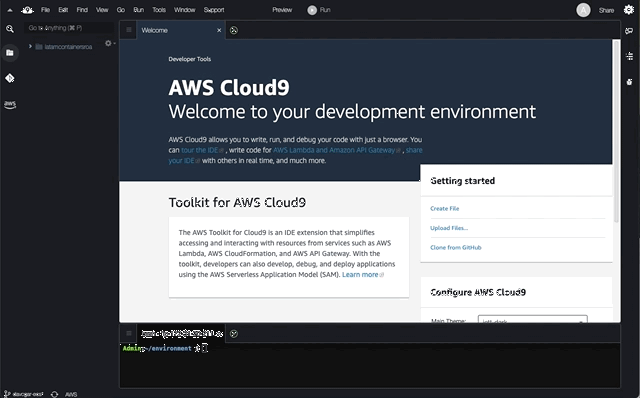 File Edit Find View Go Run Tools Window Support Preview Run
A Share
Go to Anything (⌘ P)
Welcome
aws
Developer Tools
AWS Cloud9
Welcome to your development environment
AWS Cloud9 allows you to write, run, and debug your code with just a browser. You
can tour the IDE, write code for AWS Lambda and Amazon API Gateway, share
your IDE with others in real time, and much more.
Getting started
Create File
Upload Files...
Clone from GitHub
Toolkit for AWS Cloud9
The AWS Toolkit for Cloud9 is an IDE extension that simplifies
accessing and interacting with resources from services such as AWS
Lambda, AWS CloudFormation, and AWS API Gateway. With the
toolkit, developers can also develop, debug, and deploy applications
using the AWS Serverless Application Model (SAM). Learn more
Configure AWS Cloud9
Main Theme:
Admin:~/environment $
AWS